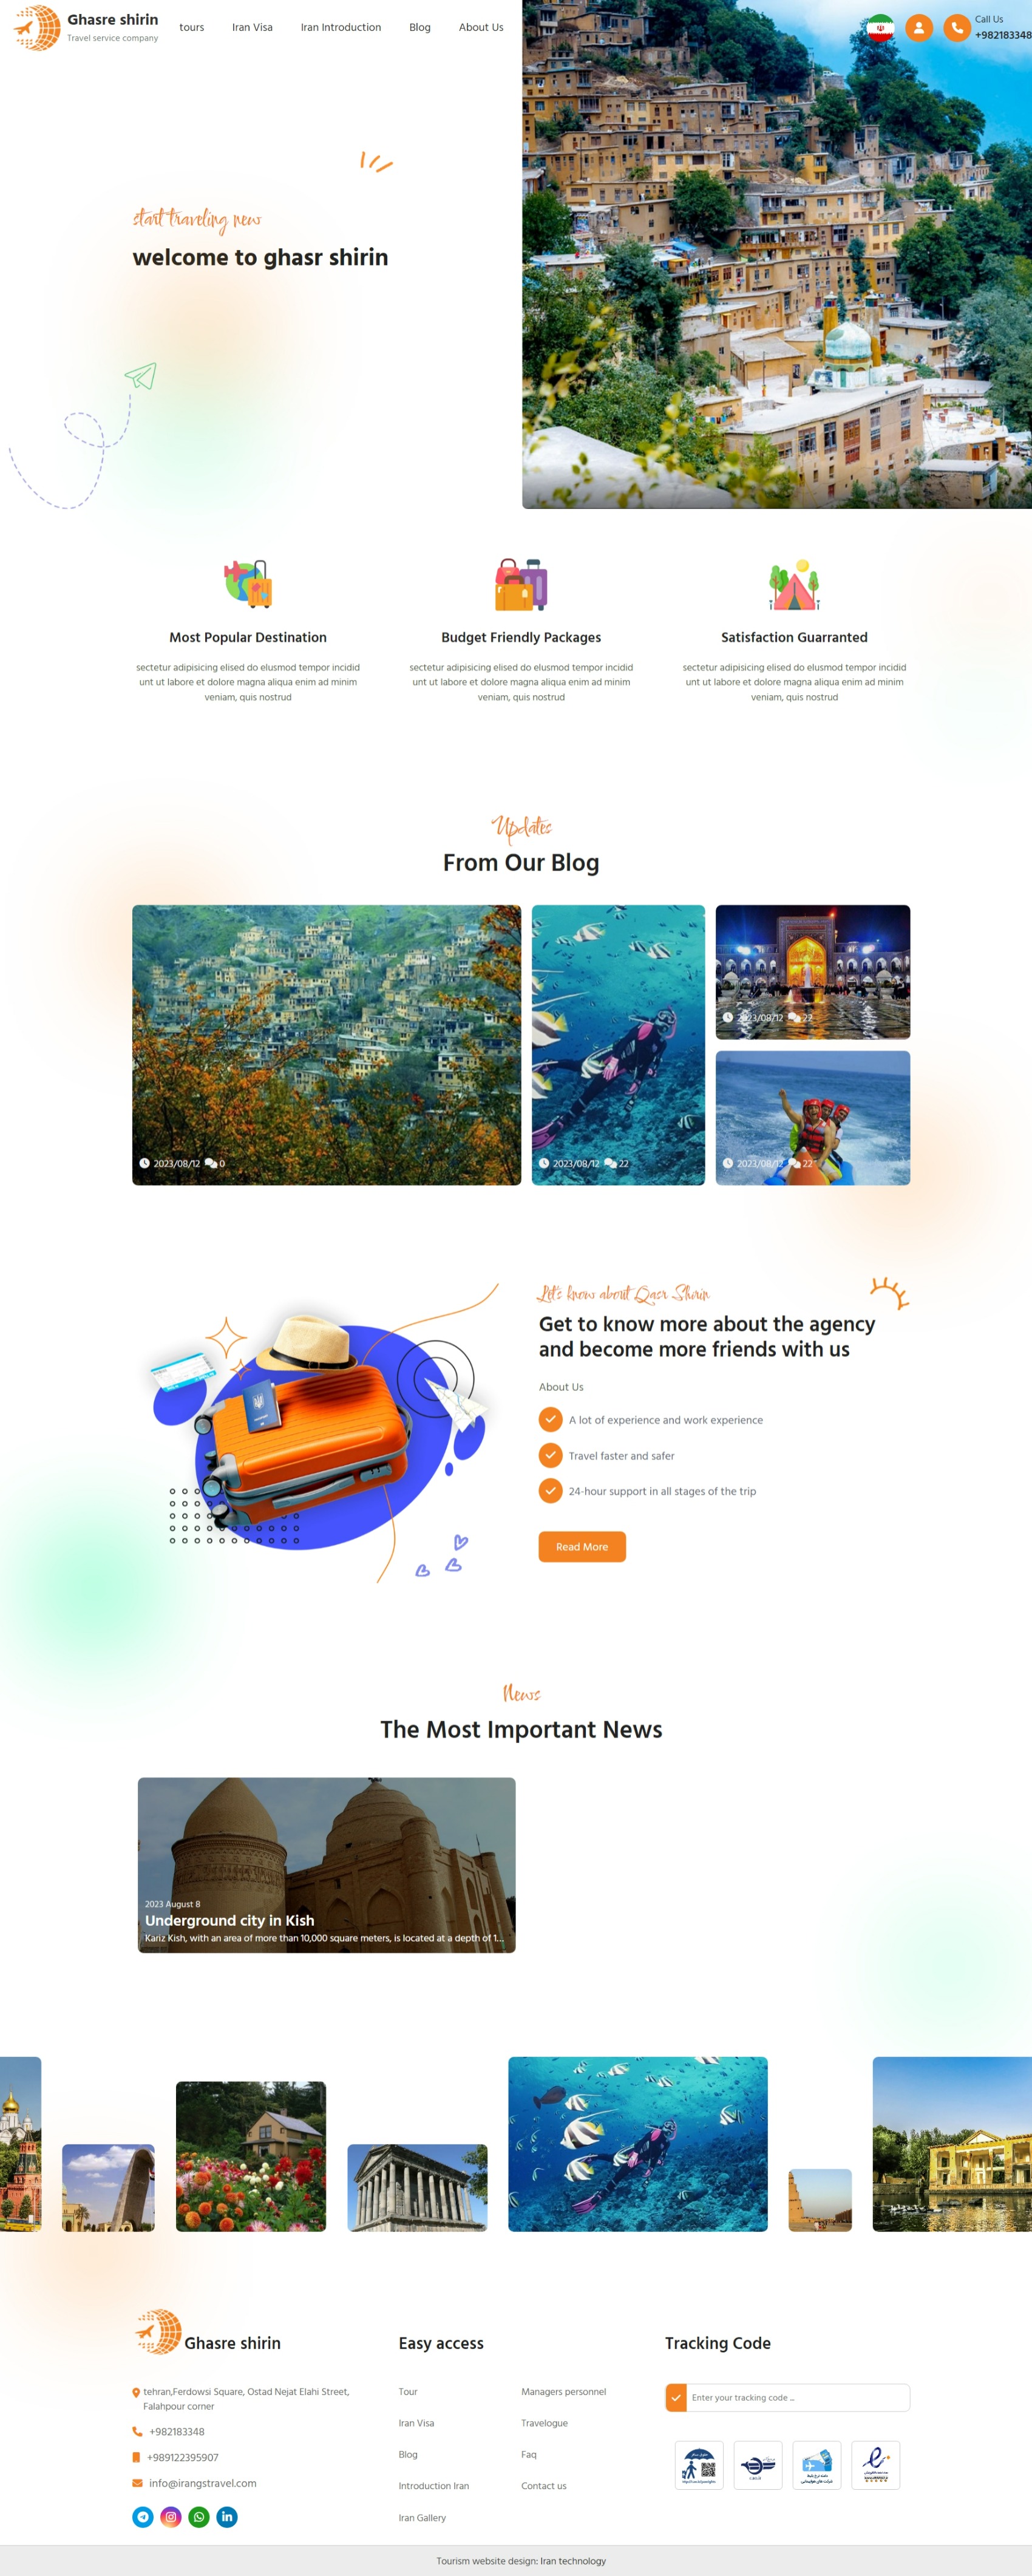 Ghasre shirin
Travel service company
tours
Iran Visa
Iran Introduction
Blog
About Us
Call Us
+982183348
start traveling new
welcome to ghasr shirin
Most Popular Destination
sectetur adipisicing elised do elusmod tempor incidid
unt ut labore et dolore magna aliqua enim ad minim
veniam, quis nostrud
Budget Friendly Packages
sectetur adipisicing elised do elusmod tempor incidid
unt ut labore et dolore magna aliqua enim ad minim
veniam, quis nostrud
Satisfaction Guarranted
sectetur adipisicing elised do elusmod tempor incidid
unt ut labore et dolore magna aliqua enim ad minim
veniam, quis nostrud
Updates
From Our Blog
2023/08/12 0
2023/08/12 22
2023/08/12 22
2023/08/12 22
Let's know about Qasr Shirin
Get to know more about the agency
and become more friends with us
About Us
A lot of experience and work experience
Travel faster and safer
24-hour support in all stages of the trip
Read More
News
The Most Important News
2023 August 8
Underground city in Kish
Kariz Kish, with an area of more than 10,000 square meters, is located at a depth of 1...
Ghasre shirin
tehran,Ferdowsi Square, Ostad Nejat Elahi Street,
Falahpour corner
+982183348
+989122395907
info@irangstravel.com
Easy access
Tour
Iran Visa
Blog
Introduction Iran
Iran Gallery
Managers personnel
Travelogue
Faq
Contact us
Tracking Code
Enter your tracking code ...
Tourism website design: Iran technology